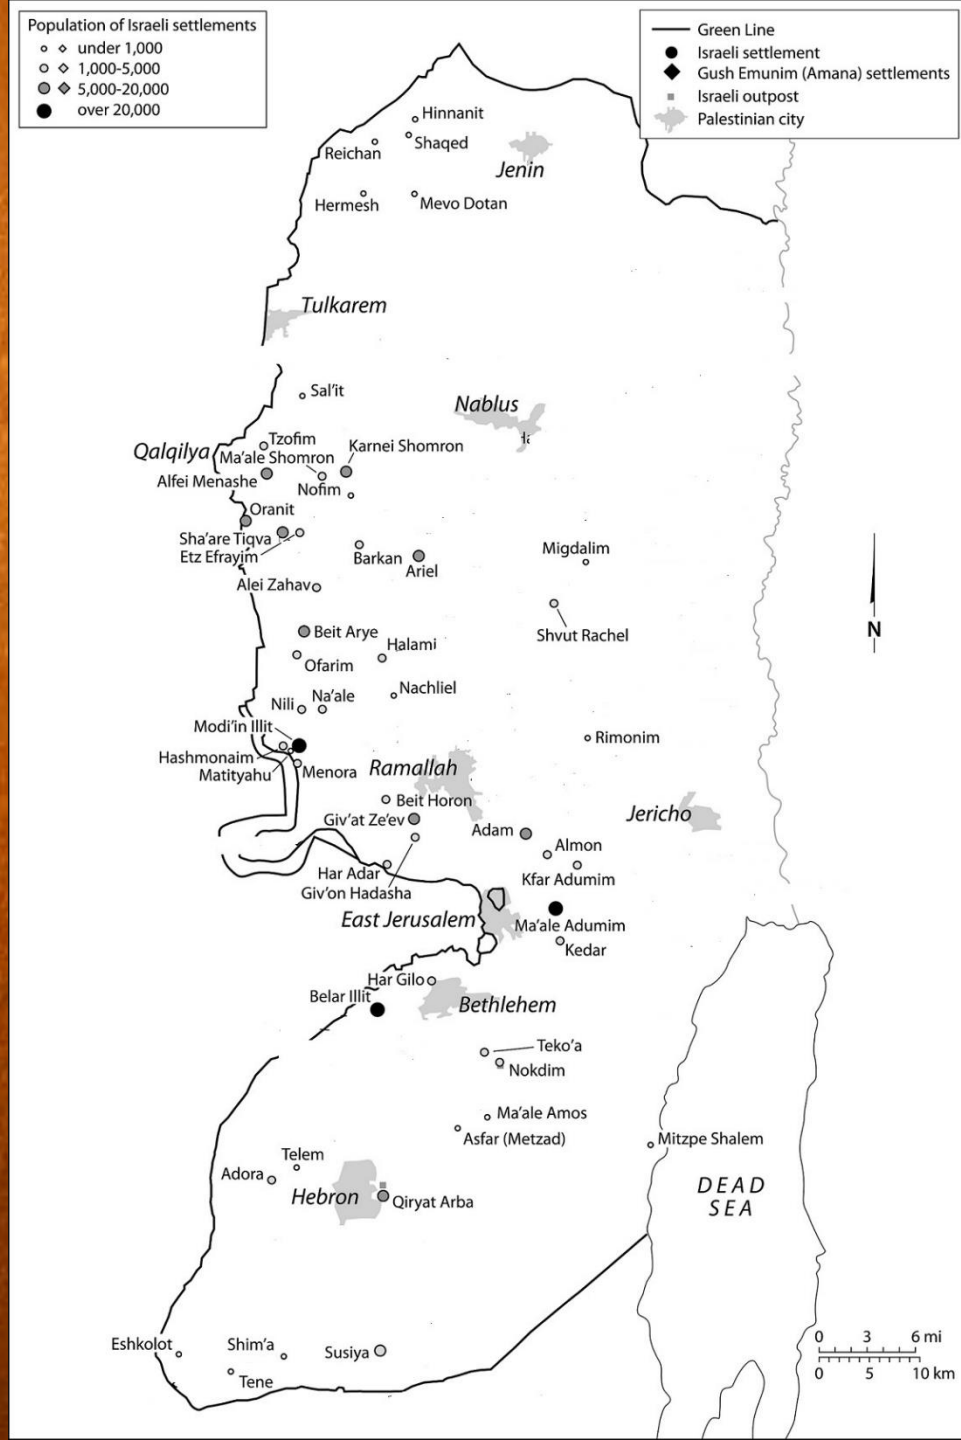 Population of Israeli settlements
under 1,000
1,000-5,000
5,000-20,000
over 20,000
Green Line
Israeli settlement
Gush Emunim (Amana) settlements
Israeli outpost
Palestinian city
Hinnanit
Shaqed
Reichan
Jenin
Hermesh
Mevo Dotan
Tulkarem
Sal'it
Nablus
Tzofim
Karnei Shomron
Qalqilya
Ma'ale Shomron
Alfei Menashe
Nofim
Oranit
Sha'are Tiqva
Etz Efrayim
Barkan
Ariel
Migdalim
Alei Zahav
Shvut Rachel
N
Beit Arye
Halami
Ofarim
Nachliel
Na'ale
Nili
Modi'in Illit
Rimonim
Hashmonaim
Matityahu
Menora
Ramallah
Beit Horon
Jericho
Giv'at Ze'ev
Adam
Almon
Har Adar
Kfar Adumim
Giv'on Hadasha
East Jerusalem
Ma'ale Adumim
Kedar
Har Gilo
Belar Illit
Bethlehem
Teko'a
Nokdim
Ma'ale Amos
Asfar (Metzad)
Mitzpe Shalem
Telem
Adora
Hebron
Qiryat Arba
DEAD
SEA
Eshkolot
Shim'a
Susiya
Tene
0 3 6 mi
0 5 10 km